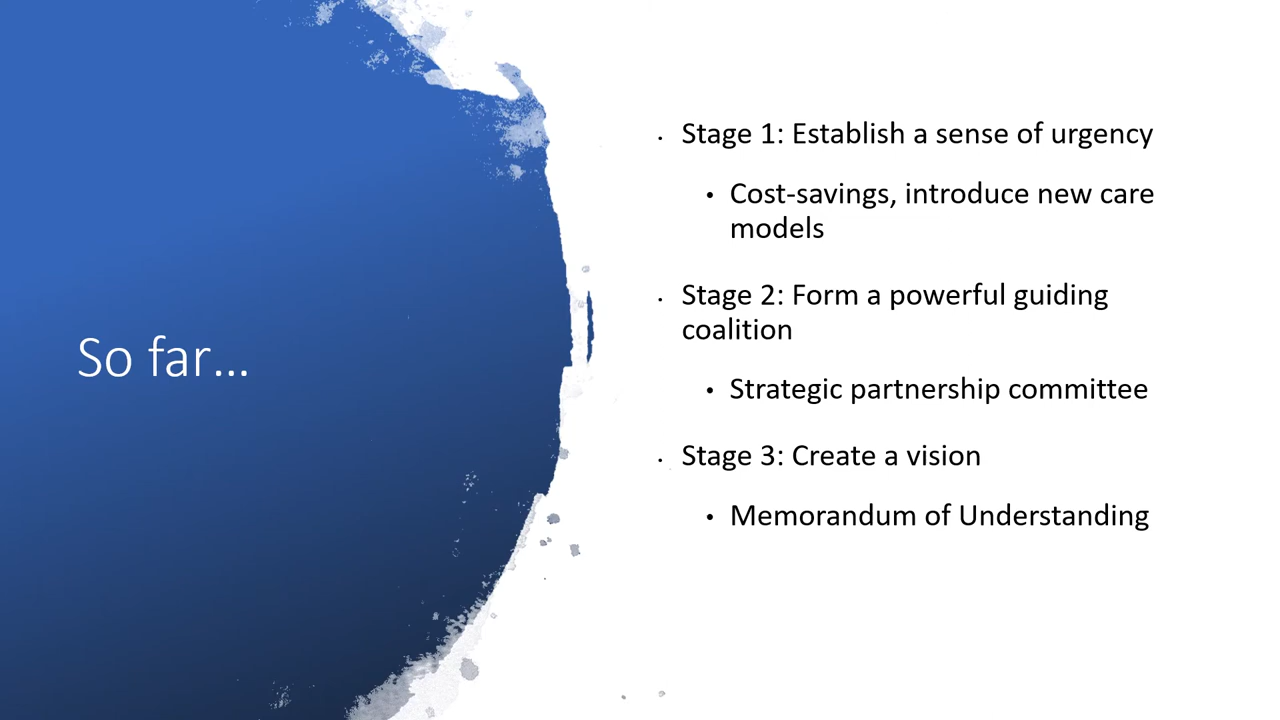 So far...
• Stage 1: Establish a sense of urgency
• Cost-savings, introduce new care
models
• Stage 2: Form a powerful guiding
coalition
• Strategic partnership committee
• Stage 3: Create a vision
• Memorandum of Understanding